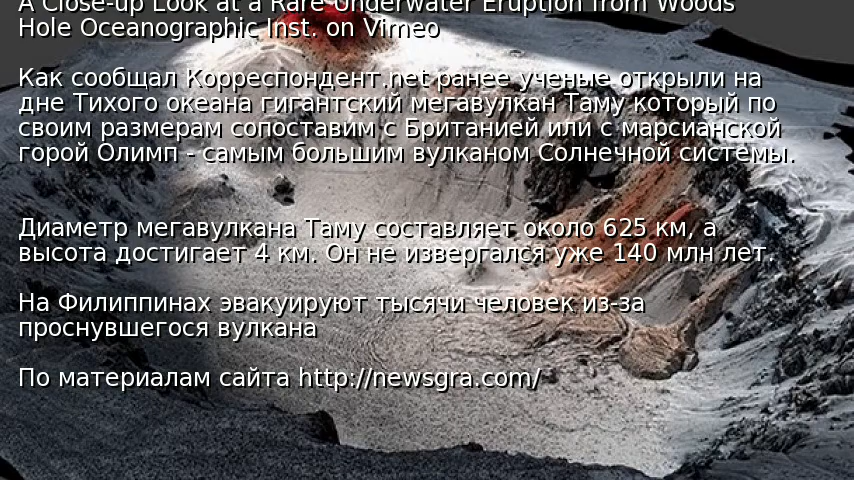 A Close-up Look at a Rare Underwater Eruption from Woods
Hole Oceanographic Inst. on Vimeo
Как сообщал Корреспондент.net ранее ученые открыли на
дне Тихого океана гигантский мегавулкан Таму который по
своим размерам сопоставим с Британией или с марсианской
горой Олимп - самым большим вулканом Солнечной системы.
Диаметр мегавулкана Таму составляет около 625 км, а
высота достигает 4 км. Он не извергался уже 140 млн лет.
На Филиппинах эвакуируют тысячи человек из-за
проснувшегося вулкана
По материалам сайта http://newsgra.com/